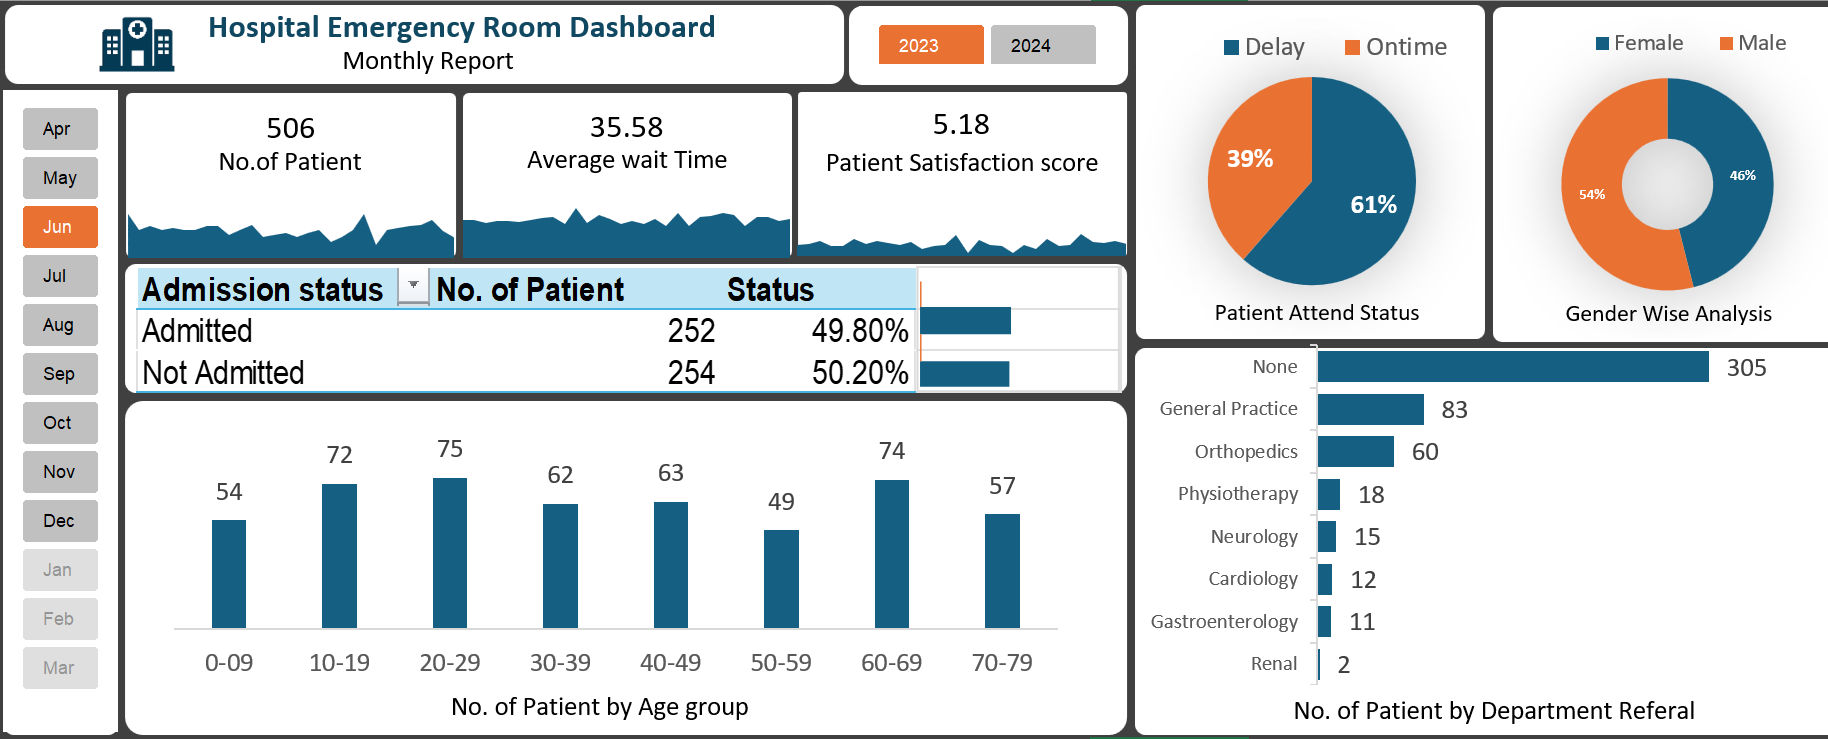 Hospital Emergency Room Dashboard
Monthly Report
2023
2024
Apr
May
Jun
Jul
Aug
Sep
Oct
Nov
Dec
Jan
Feb
Mar
506
No.of Patient
35.58
Average wait Time
5.18
Patient Satisfaction score
Admission status No. of Patient Status
Admitted 252 49.80%
Not Admitted 254 50.20%
54 72 75 62 63 49 74 57
0-09 10-19 20-29 30-39 40-49 50-59 60-69 70-79
No. of Patient by Age group
Delay Ontime
39%
61%
Patient Attend Status
Female Male
54%
46%
Gender Wise Analysis
None 305
General Practice 83
Orthopedics 60
Physiotherapy 18
Neurology 15
Cardiology 12
Gastroenterology 11
Renal 2
No. of Patient by Department Referal